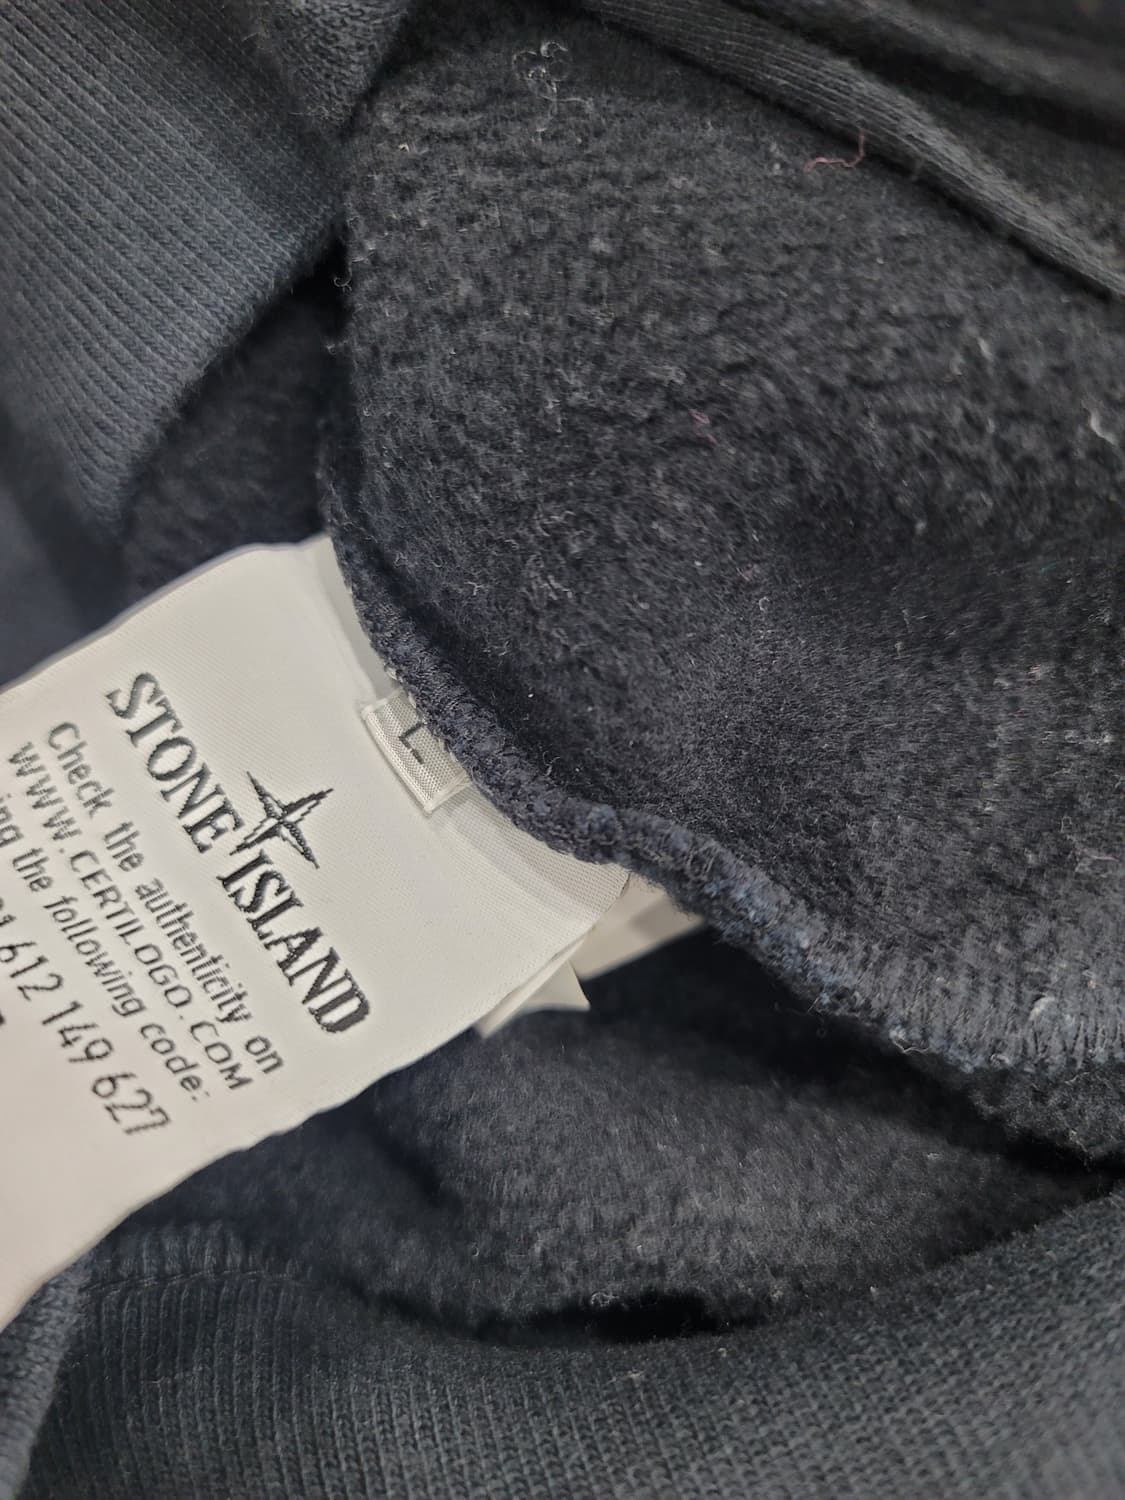 STONE ISLAND
Check the authenticity on
WWW.CERTILOGO.COM
the following code:
612 149 627
L